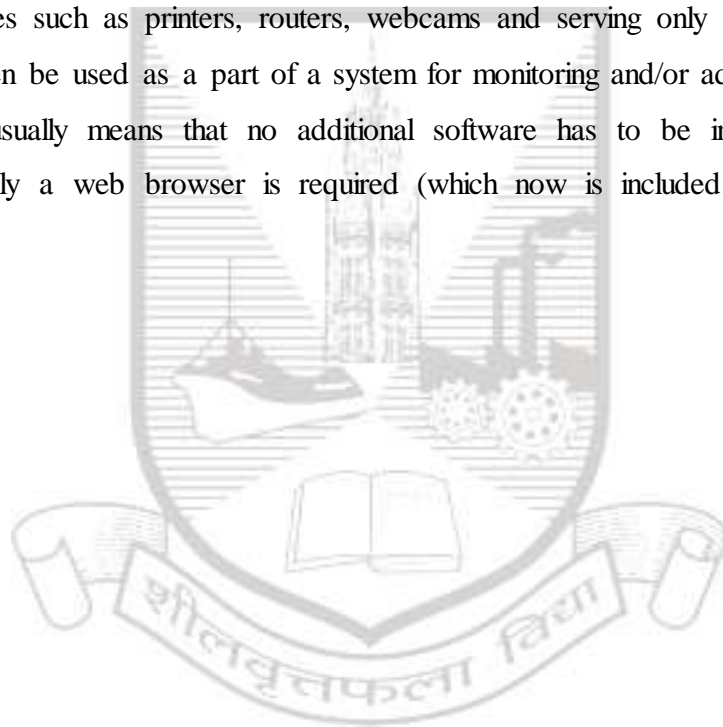 es such as printers, routers, webcams and serving only
en be used as a part of a system for monitoring and/or ad
usually means that no additional software has to be in
ly a web browser is required (which now is included
शीलवृत्तफला विद्या